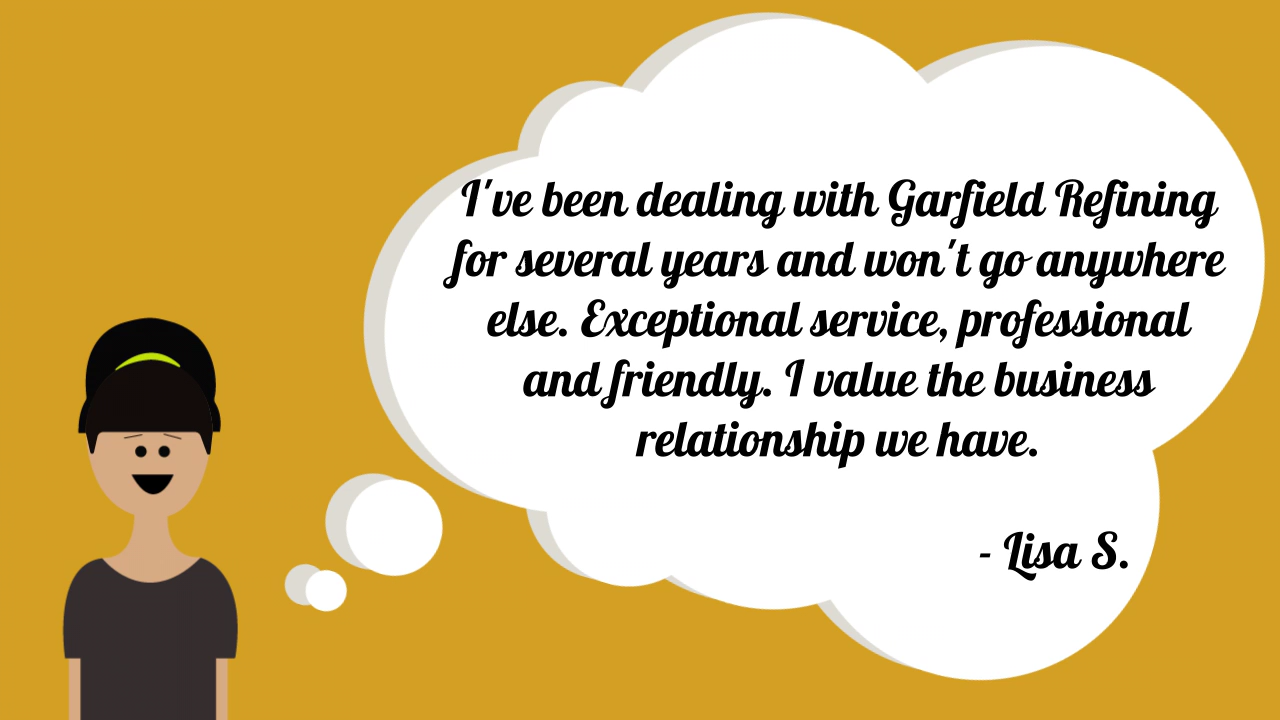 I've been dealing with Garfield Refining
for several years and won't go anywhere
else. Exceptional service, professional
and friendly. I value the business
relationship we have.
- Lisa S.